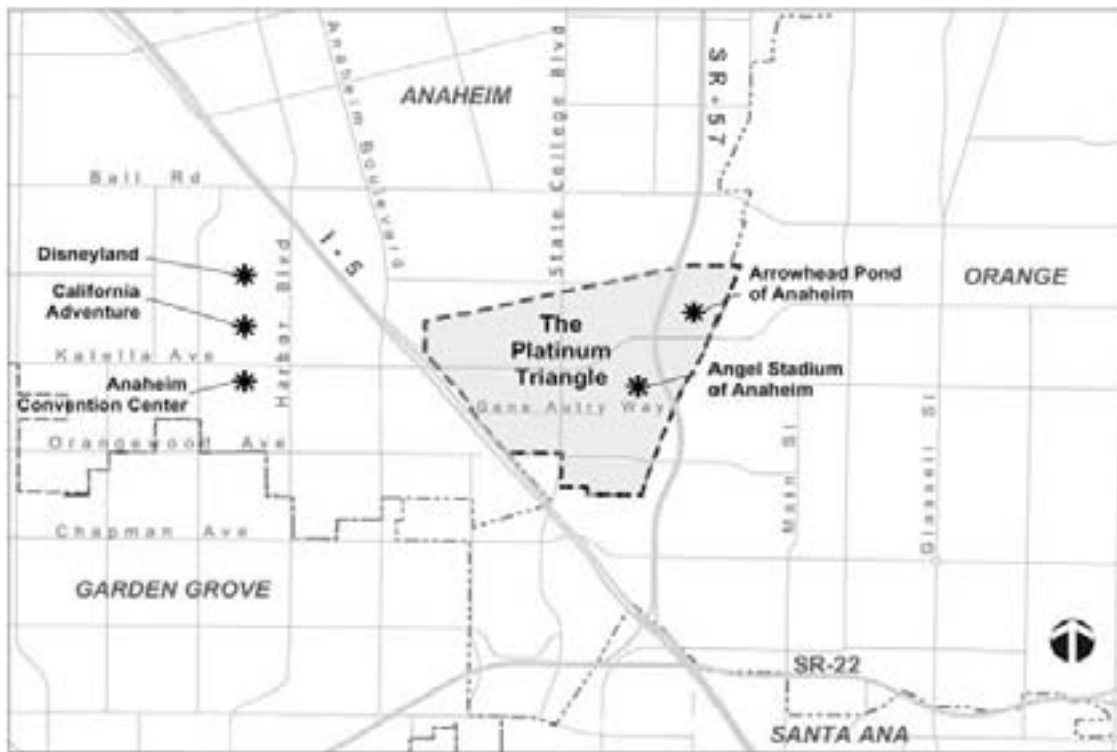 ANAHEIM
Anaheim Boulevard
State College Blvd
SR-57
Ball Rd
I-5
Disneyland
California
Adventure
Harbor Blvd
Katella Ave
Anaheim
Convention Center
Orangewood Ave
Chapman Ave
GARDEN GROVE
The
Platinum
Triangle
Gene Autry Way
Arrowhead Pond
of Anaheim
Angel Stadium
of Anaheim
ORANGE
Main St
Glassell St
SR-22
SANTA ANA